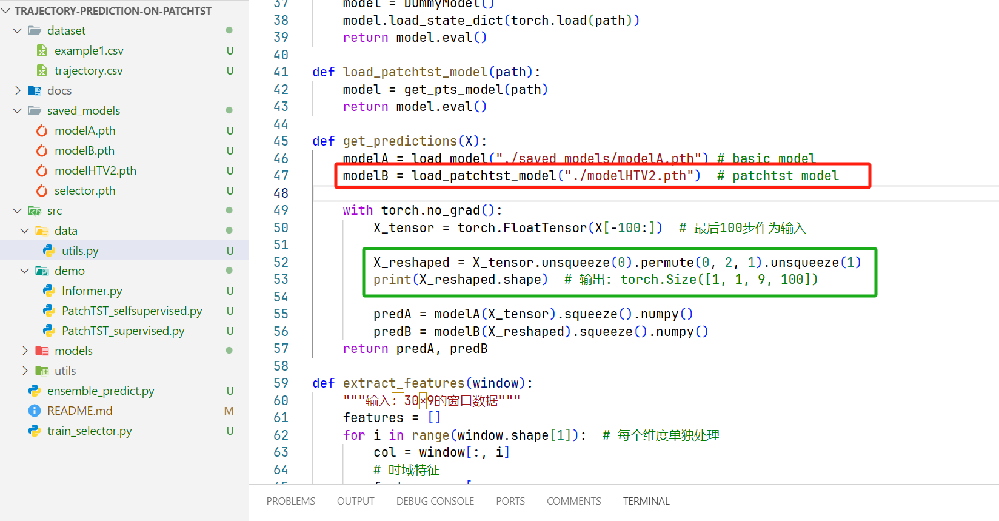 TRAJECTORY-PREDICTION-ON-PATCHTST
dataset
example1.csv U
trajectory.csv U
docs
saved_models
modelA.pth U
modelB.pth U
modelHTV2.pth U
selector.pth U
src
data
utils.py U
demo
Informer.py U
PatchTST_selfsupervised.py U
PatchTST_supervised.py U
models
utils
ensemble_predict.py U
README.md M
train_selector.py U
37 model = DummyModel()
38 model.load_state_dict(torch.load(path))
39 return model.eval()
40
41 def load_patchtst_model(path):
42 model = get_pts_model(path)
43 return model.eval()
44
45 def get_predictions(X):
46 modelA = load_model("./saved_models/modelA.pth") # basic model
47 modelB = load_patchtst_model("./modelHTV2.pth") # patchtst model
48
49 with torch.no_grad():
50 X_tensor = torch.FloatTensor(X[-100:]) # 最后100步作为输入
51
52 X_reshaped = X_tensor.unsqueeze(0).permute(0, 2, 1).unsqueeze(1)
53 print(X_reshaped.shape) # 输出: torch.Size([1, 1, 9, 100])
54
55 predA = modelA(X_tensor).squeeze().numpy()
56 predB = modelB(X_reshaped).squeeze().numpy()
57 return predA, predB
58
59 def extract_features(window):
60 """输入：30×9的窗口数据"""
61 features = []
62 for i in range(window.shape[1]): # 每个维度单独处理
63 col = window[:, i]
64 # 时域特征
PROBLEMS OUTPUT DEBUG CONSOLE PORTS COMMENTS TERMINAL